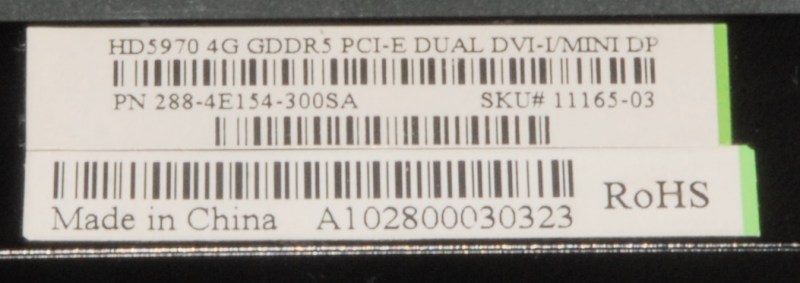 HD5970 4G GDDR5 PCI-E DUAL DVI-I/MINI DP
PN 288-4E154-300SA SKU# 11165-03
RoHS
Made in China A102800030323